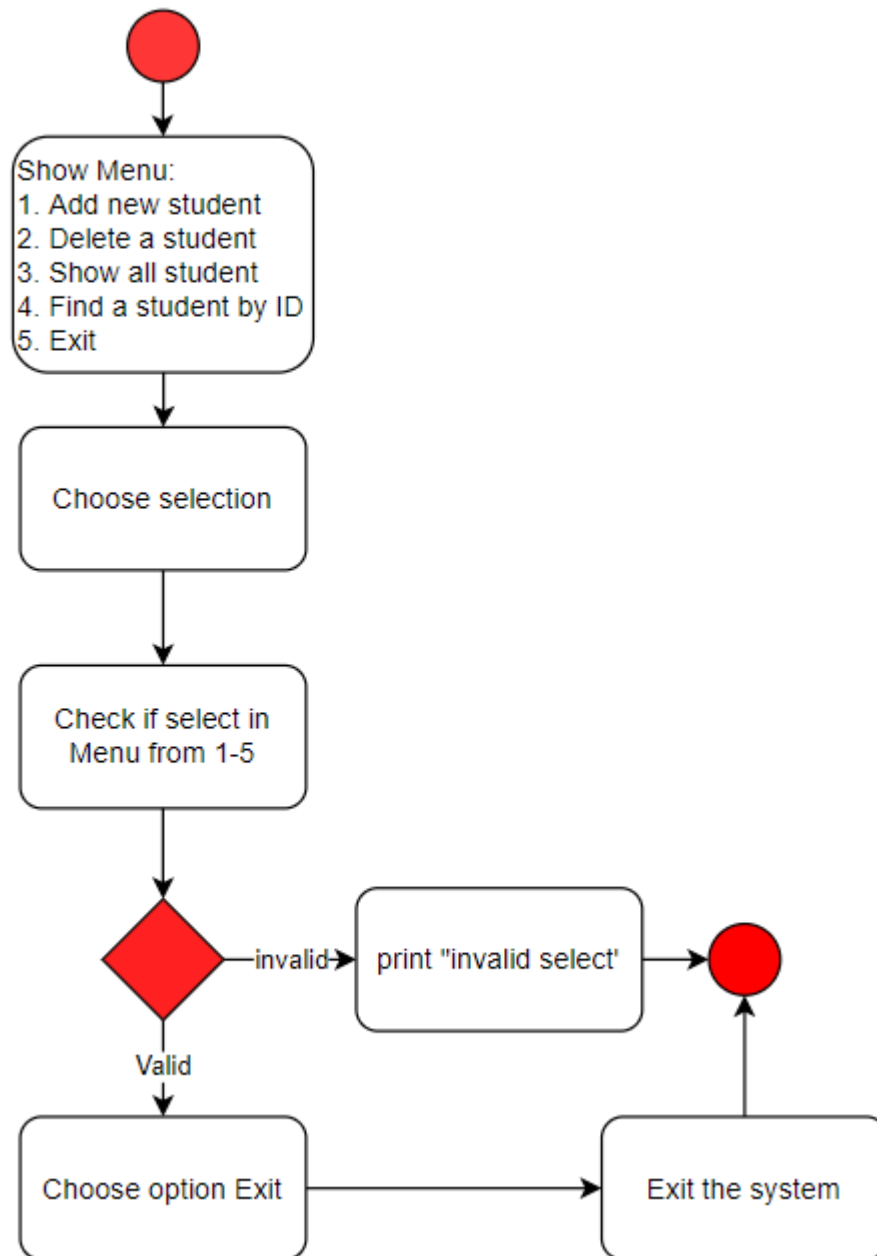 Show Menu:
1. Add new student
2. Delete a student
3. Show all student
4. Find a student by ID
5. Exit
Choose selection
Check if select in
Menu from 1-5
invalid
print "invalid select'
Valid
Choose option Exit
Exit the system